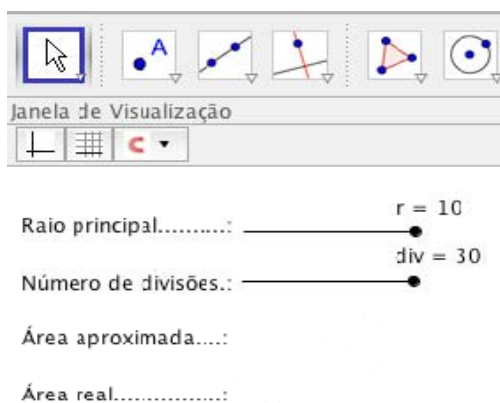 A
Janela de Visualização
Raio principal..........: r = 10
Número de divisões.: div = 30
Área aproximada....:
Área real...............: